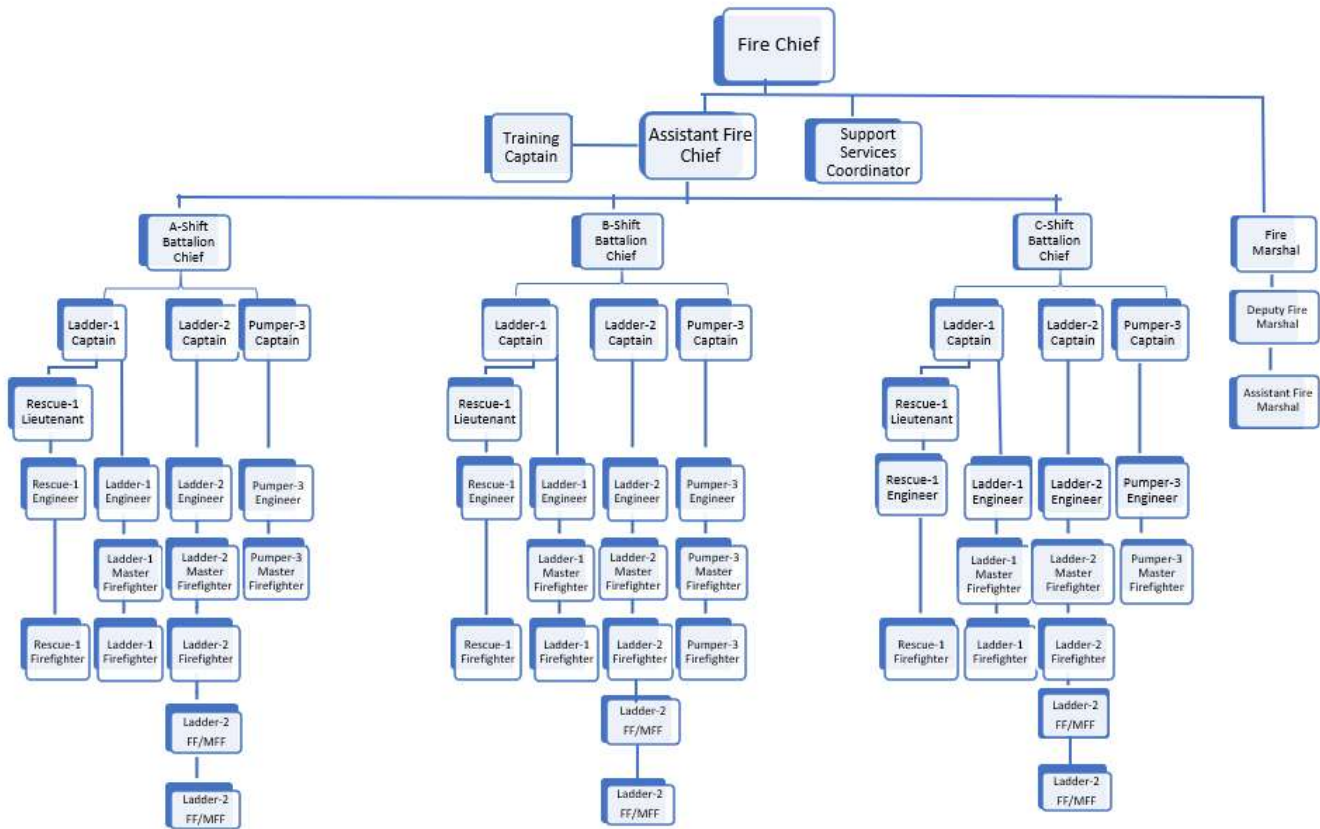 Fire Chief
Training
Captain
Assistant Fire
Chief
Support
Services
Coordinator
A-Shift
Battalion
Chief
B-Shift
Battalion
Chief
C-Shift
Battalion
Chief
Fire
Marshal
Deputy Fire
Marshal
Assistant Fire
Marshal
Ladder-1
Captain
Ladder-2
Captain
Pumper-3
Captain
Rescue-1
Lieutenant
Rescue-1
Engineer
Ladder-1
Engineer
Ladder-2
Engineer
Pumper-3
Engineer
Ladder-1
Master
Firefighter
Ladder-2
Master
Firefighter
Pumper-3
Master
Firefighter
Rescue-1
Firefighter
Ladder-1
Firefighter
Ladder-2
Firefighter
Ladder-2
FF/MFF
Ladder-2
FF/MFF
Ladder-1
Captain
Ladder-2
Captain
Pumper-3
Captain
Rescue-1
Lieutenant
Rescue-1
Engineer
Ladder-1
Engineer
Ladder-2
Engineer
Pumper-3
Engineer
Ladder-1
Master
Firefighter
Ladder-2
Master
Firefighter
Pumper-3
Master
Firefighter
Rescue-1
Firefighter
Ladder-1
Firefighter
Ladder-2
Firefighter
Pumper-3
Firefighter
Ladder-2
FF/MFF
Ladder-2
FF/MFF
Ladder-1
Captain
Ladder-2
Captain
Pumper-3
Captain
Rescue-1
Lieutenant
Rescue-1
Engineer
Ladder-1
Engineer
Ladder-2
Engineer
Pumper-3
Engineer
Ladder-1
Master
Firefighter
Ladder-2
Master
Firefighter
Pumper-3
Master
Firefighter
Rescue-1
Firefighter
Ladder-1
Firefighter
Ladder-2
Firefighter
Ladder-2
FF/MFF
Ladder-2
FF/MFF